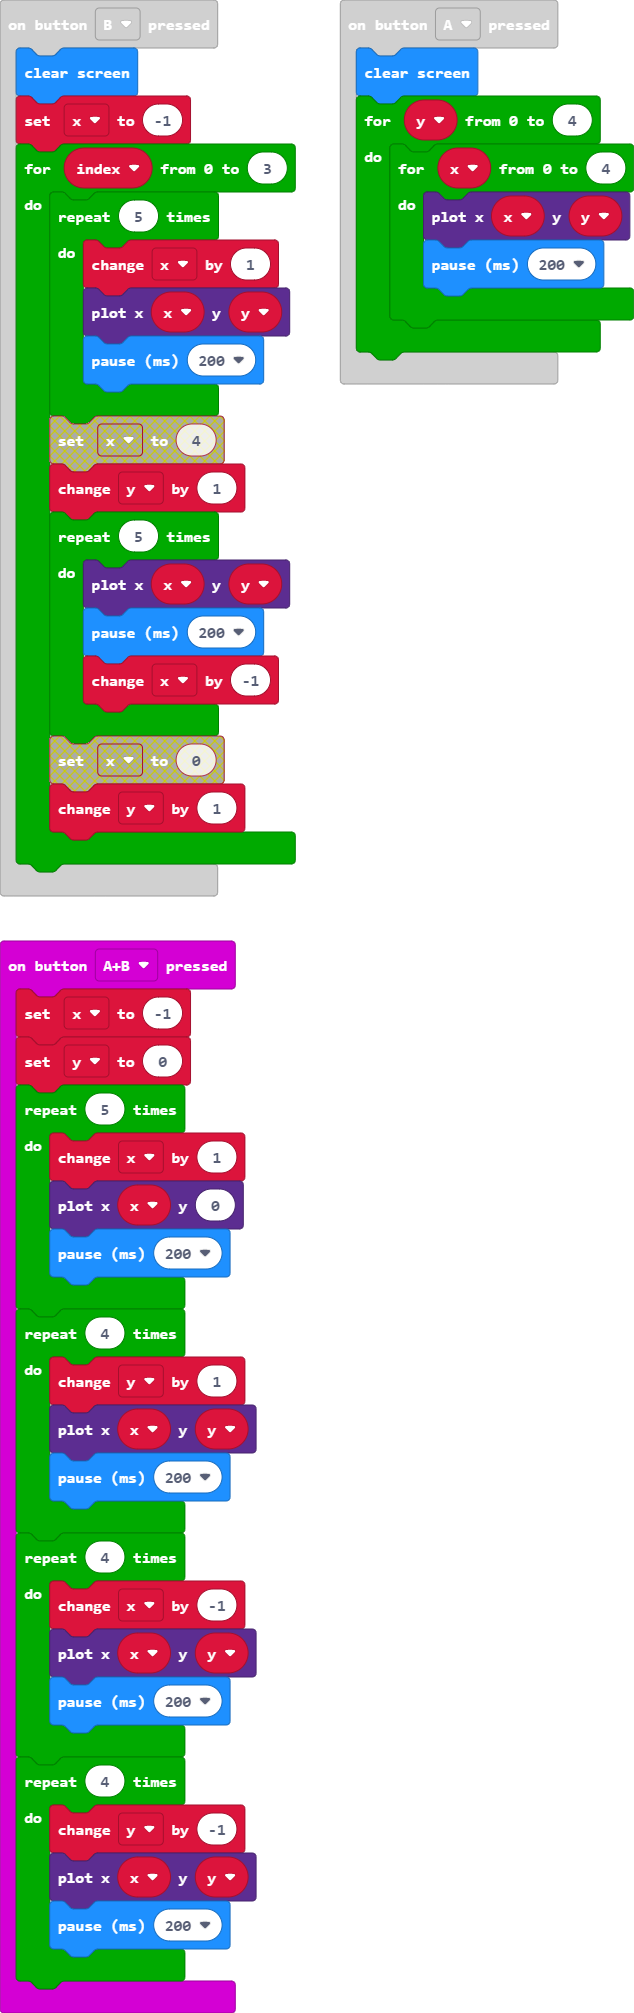 on button B pressed
clear screen
set x to -1
for index from 0 to 3
do
repeat 5 times
do
change x by 1
plot x x y y
pause (ms) 200
set x to 4
change y by 1
repeat 5 times
do
plot x x y y
pause (ms) 200
change x by -1
set x to 0
change y by 1
on button A pressed
clear screen
for y from 0 to 4
do
for x from 0 to 4
do
plot x x y y
pause (ms) 200
on button A+B pressed
set x to -1
set y to 0
repeat 5 times
do
change x by 1
plot x x y 0
pause (ms) 200
repeat 4 times
do
change y by 1
plot x x y y
pause (ms) 200
repeat 4 times
do
change x by -1
plot x x y y
pause (ms) 200
repeat 4 times
do
change y by -1
plot x x y y
pause (ms) 200